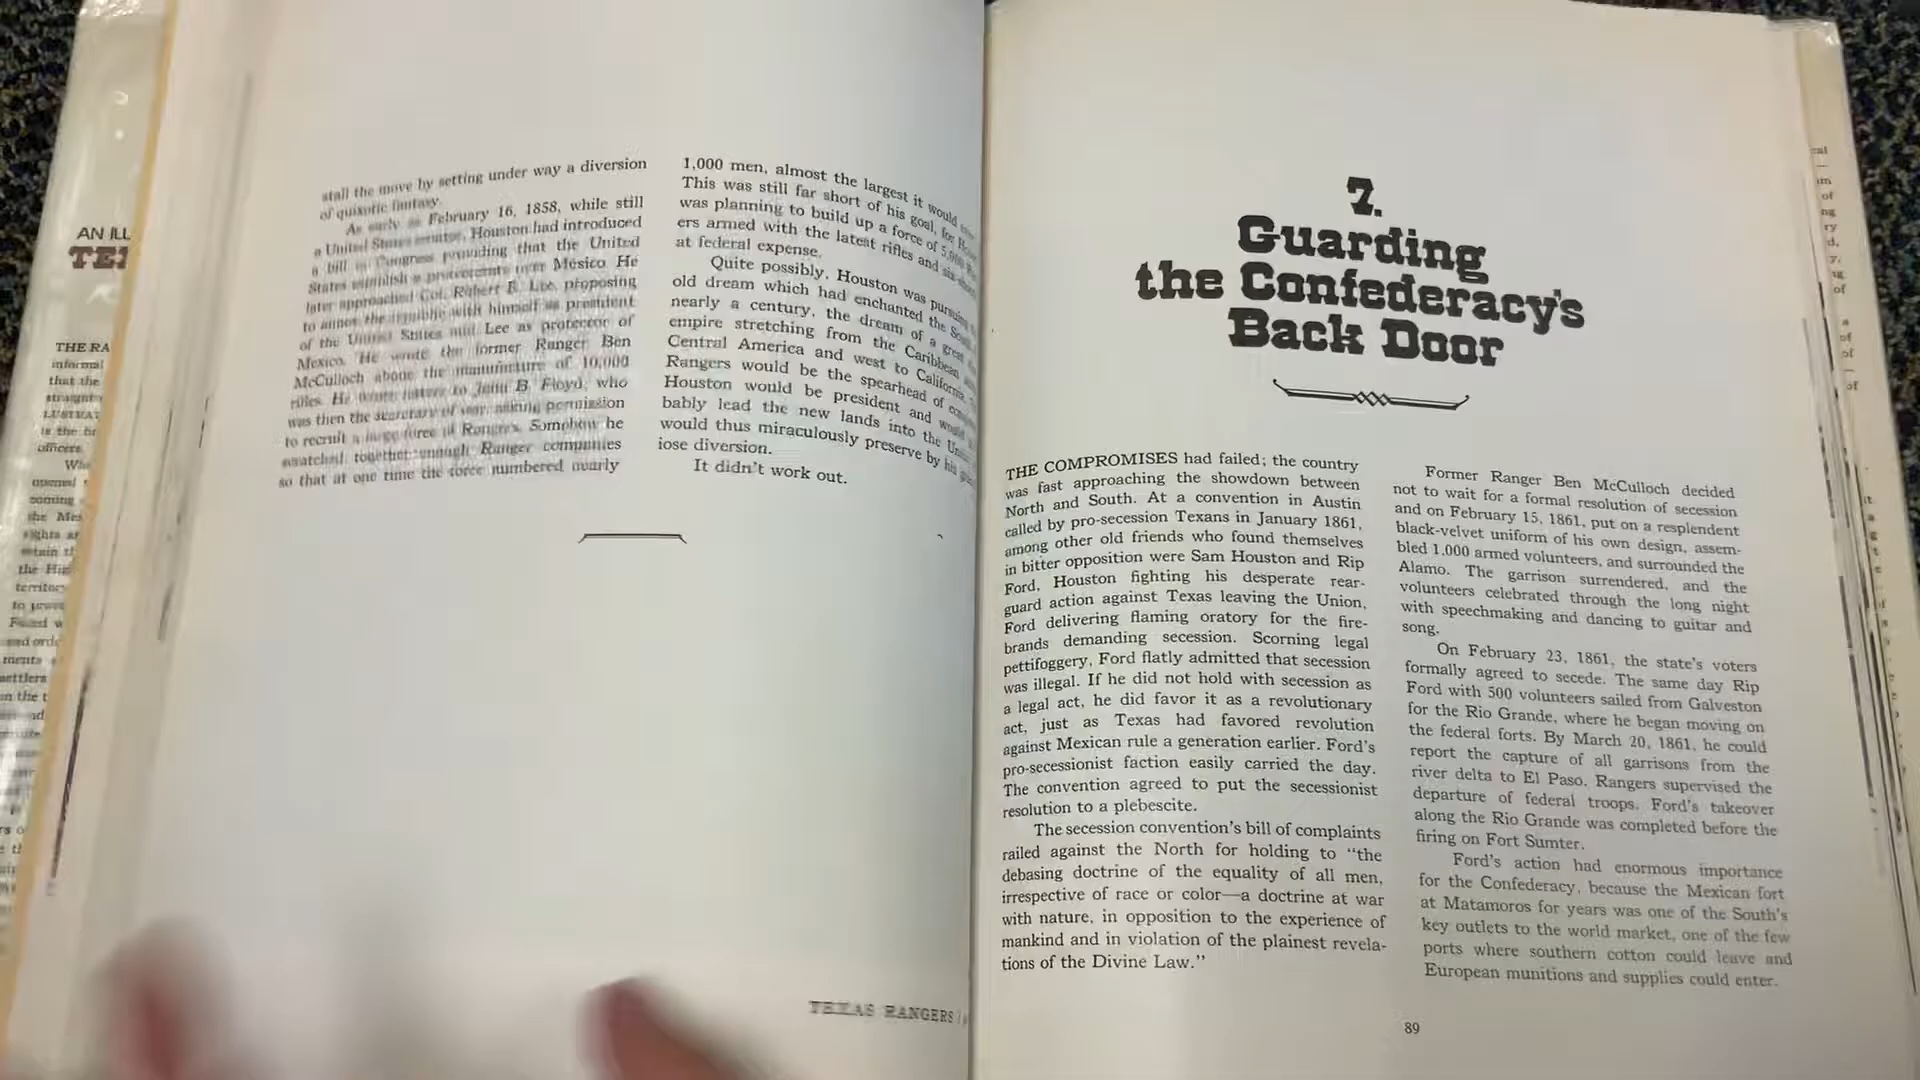 AN ILL
TE
THE RA
informal
that the
straight
LUSTRAT
is the fir
officers.
stall the move by setting under way a diversion
of quixotic fantasy.
As early as February 16, 1858, while still
a United States senator, Houston had introduced
a bill in Congress providing that the United
States establish a protectorate over Mexico. He
later approached Col. Robert E. Lee, proposing
to annex the republic with himself as president
of the United States and Lee as protector of
Mexico. He wrote the former Ranger Ben
McCulloch about the manufacture of 10,000
rifles. He wrote letters to John B. Floyd, who
was then the secretary of war, asking permission
to recruit a huge force of Rangers. Somehow he
scratched together enough Ranger companies
so that at one time the force numbered nearly
1,000 men, almost the largest it would
This was still far short of his goal, for
was planning to build up a force of 5,000
ers armed with the latest rifles and
at federal expense.
Quite possibly, Houston was pursuing
old dream which had enchanted the
nearly a century, the dream of a great
empire stretching from the Caribbean
Central America and west to California.
Rangers would be the spearhead of
Houston would be president and would
bably lead the new lands into the
would thus miraculously preserve by his
iose diversion.
It didn't work out.
TEXAS RANGERS /
7.
Guarding
the Confederacy's
Back Door
THE COMPROMISES had failed; the country
was fast approaching the showdown between
North and South. At a convention in Austin
called by pro-secession Texans in January 1861,
among other old friends who found themselves
in bitter opposition were Sam Houston and Rip
Ford, Houston fighting his desperate rear-
guard action against Texas leaving the Union,
Ford delivering flaming oratory for the fire-
brands demanding secession. Scorning legal
pettifoggery, Ford flatly admitted that secession
was illegal. If he did not hold with secession as
a legal act, he did favor it as a revolutionary
act, just as Texas had favored revolution
against Mexican rule a generation earlier. Ford's
pro-secessionist faction easily carried the day.
The convention agreed to put the secessionist
resolution to a plebescite.
The secession convention's bill of complaints
railed against the North for holding to "the
debasing doctrine of the equality of all men,
irrespective of race or color—a doctrine at war
with nature, in opposition to the experience of
mankind and in violation of the plainest revela-
tions of the Divine Law."
Former Ranger Ben McCulloch decided
not to wait for a formal resolution of secession
and on February 15, 1861, put on a resplendent
black-velvet uniform of his own design, assem-
bled 1,000 armed volunteers, and surrounded the
Alamo. The garrison surrendered, and the
volunteers celebrated through the long night
with speechmaking and dancing to guitar and
song.
On February 23, 1861, the state's voters
formally agreed to secede. The same day Rip
Ford with 500 volunteers sailed from Galveston
for the Rio Grande, where he began moving on
the federal forts. By March 20, 1861, he could
report the capture of all garrisons from the
river delta to El Paso. Rangers supervised the
departure of federal troops. Ford's takeover
along the Rio Grande was completed before the
firing on Fort Sumter.
Ford's action had enormous importance
for the Confederacy, because the Mexican fort
at Matamoros for years was one of the South's
key outlets to the world market, one of the few
ports where southern cotton could leave and
European munitions and supplies could enter.
89